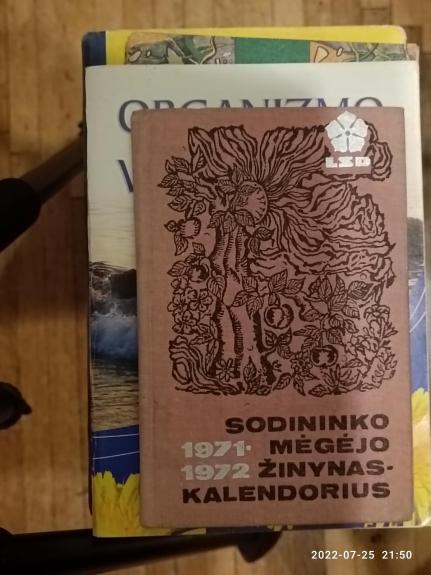 ORGANIZMO
LSD
SODININKO
1971- MĖGĖJO
1972 ŽINYNAS-
KALENDORIUS
2022-07-25 21:50